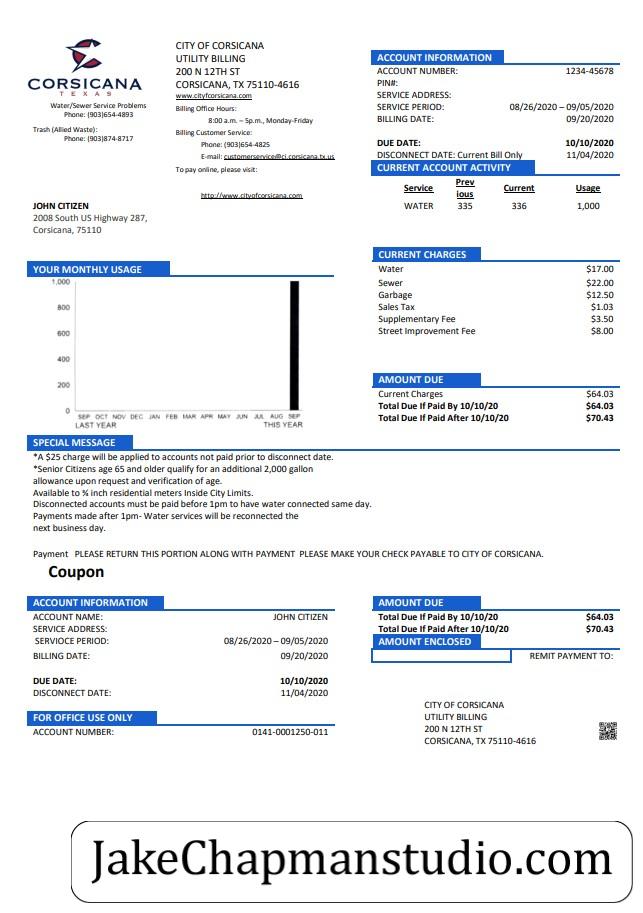 CORSICANA
TEXAS
Water/Sewer Service Problems
Phone: (903)654-4893
Trash (Allied Waste):
Phone: (903)874-8717
CITY OF CORSICANA
UTILITY BILLING
200 N 12TH ST
CORSICANA, TX 75110-4616
www.cityfcorsicana.com
Billing Office Hours:
8:00 a.m. – 5p.m., Monday-Friday
Billing Customer Service:
Phone: (903)654-4825
E-mail: customerservice@ci.corsicana.tx.us
To pay online, please visit:
http://www.cityofcorsicana.com
JOHN CITIZEN
2008 South US Highway 287,
Corsicana, 75110
ACCOUNT INFORMATION
ACCOUNT NUMBER: 1234-45678
PIN#:
SERVICE ADDRESS:
SERVICE PERIOD: 08/26/2020 – 09/05/2020
BILLING DATE: 09/20/2020
DUE DATE: 10/10/2020
DISCONNECT DATE: Current Bill Only 11/04/2020
CURRENT ACCOUNT ACTIVITY
Service Prev ious Current Usage
WATER 335 336 1,000
YOUR MONTHLY USAGE
1,000
800
600
400
200
0
SEP OCT NOV DEC JAN FEB MAR APR MAY JUN JUL AUG SEP
LAST YEAR THIS YEAR
CURRENT CHARGES
Water $17.00
Sewer $22.00
Garbage $12.50
Sales Tax $1.03
Supplementary Fee $3.50
Street Improvement Fee $8.00
AMOUNT DUE
Current Charges $64.03
Total Due If Paid By 10/10/20 $64.03
Total Due If Paid After 10/10/20 $70.43
SPECIAL MESSAGE
*A $25 charge will be applied to accounts not paid prior to disconnect date.
*Senior Citizens age 65 and older qualify for an additional 2,000 gallon
allowance upon request and verification of age.
Available to ¾ inch residential meters Inside City Limits.
Disconnected accounts must be paid before 1pm to have water connected same day.
Payments made after 1pm- Water services will be reconnected the
next business day.
Payment PLEASE RETURN THIS PORTION ALONG WITH PAYMENT PLEASE MAKE YOUR CHECK PAYABLE TO CITY OF CORSICANA.
Coupon
ACCOUNT INFORMATION
ACCOUNT NAME: JOHN CITIZEN
SERVICE ADDRESS:
SERVIOCE PERIOD: 08/26/2020 – 09/05/2020
BILLING DATE: 09/20/2020
DUE DATE: 10/10/2020
DISCONNECT DATE: 11/04/2020
FOR OFFICE USE ONLY
ACCOUNT NUMBER: 0141-0001250-011
AMOUNT DUE
Total Due If Paid By 10/10/20 $64.03
Total Due If Paid After 10/10/20 $70.43
AMOUNT ENCLOSED
REMIT PAYMENT TO:
CITY OF CORSICANA
UTILITY BILLING
200 N 12TH ST
CORSICANA, TX 75110-4616
JakeChapmanstudio.com